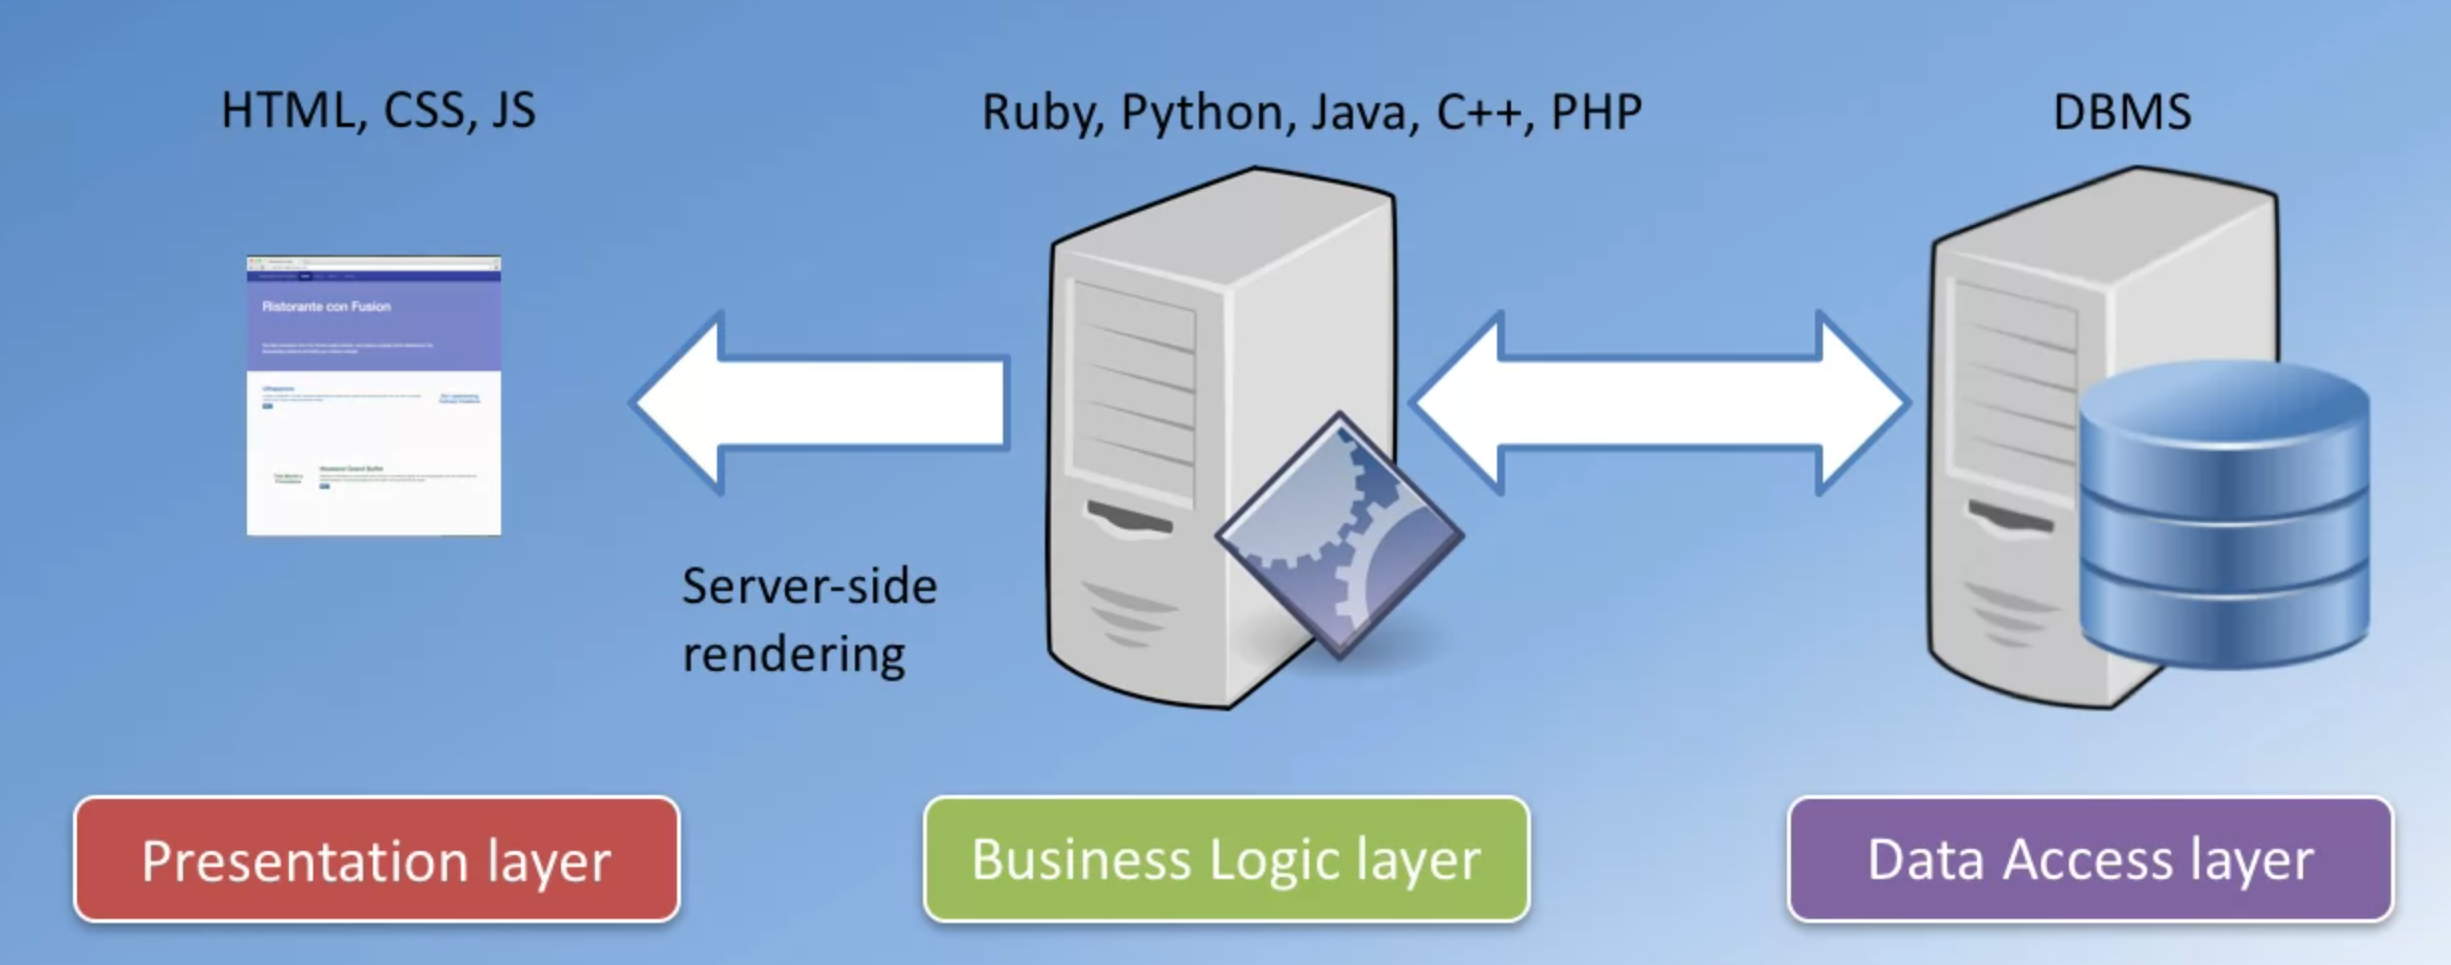 HTML, CSS, JS
Ruby, Python, Java, C++, PHP
DBMS
Ristorante con Fusion
Server-side
rendering
Presentation layer
Business Logic layer
Data Access layer